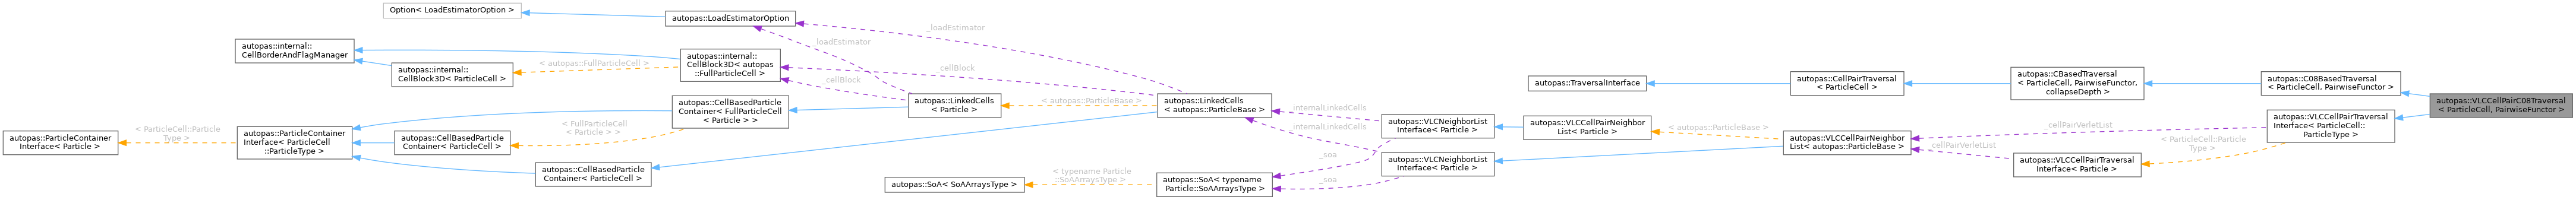 Option< LoadEstimatorOption >
autopas::LoadEstimatorOption
_loadEstimator
_loadEstimator
autopas::internal::
CellBorderAndFlagManager
autopas::internal::
CellBlock3D< ParticleCell >
< autopas::FullParticleCell >
autopas::internal::
CellBlock3D< autopas
::FullParticleCell >
_cellBlock
_cellBlock
autopas::ParticleContainer
Interface< Particle >
< ParticleCell::Particle
Type >
autopas::ParticleContainer
Interface< ParticleCell
::ParticleType >
autopas::CellBasedParticle
Container< ParticleCell >
< FullParticleCell
< Particle > >
autopas::CellBasedParticle
Container< FullParticleCell
< Particle > >
autopas::CellBasedParticle
Container< ParticleCell >
autopas::LinkedCells
< Particle >
< autopas::ParticleBase >
autopas::LinkedCells
< autopas::ParticleBase >
autopas::SoA< SoAArraysType >
< typename Particle
::SoAArraysType >
autopas::SoA< typename
Particle::SoAArraysType >
_internalLinkedCells
_internalLinkedCells
_soa
_soa
autopas::VLCNeighborList
Interface< Particle >
autopas::VLCNeighborList
Interface< Particle >
autopas::VLCCellPairNeighbor
List< Particle >
< autopas::ParticleBase >
autopas::VLCCellPairNeighbor
List< autopas::ParticleBase >
autopas::TraversalInterface
autopas::CellPairTraversal
< ParticleCell >
autopas::CBasedTraversal
< ParticleCell, PairwiseFunctor,
collapseDepth >
autopas::C08BasedTraversal
< ParticleCell, PairwiseFunctor >
_cellPairVerletList
_cellPairVerletList
autopas::VLCCellPairTraversal
Interface< Particle >
< ParticleCell::Particle
Type >
autopas::VLCCellPairTraversal
Interface< ParticleCell::
ParticleType >
autopas::VLCCellPairC08Traversal
< ParticleCell, PairwiseFunctor >